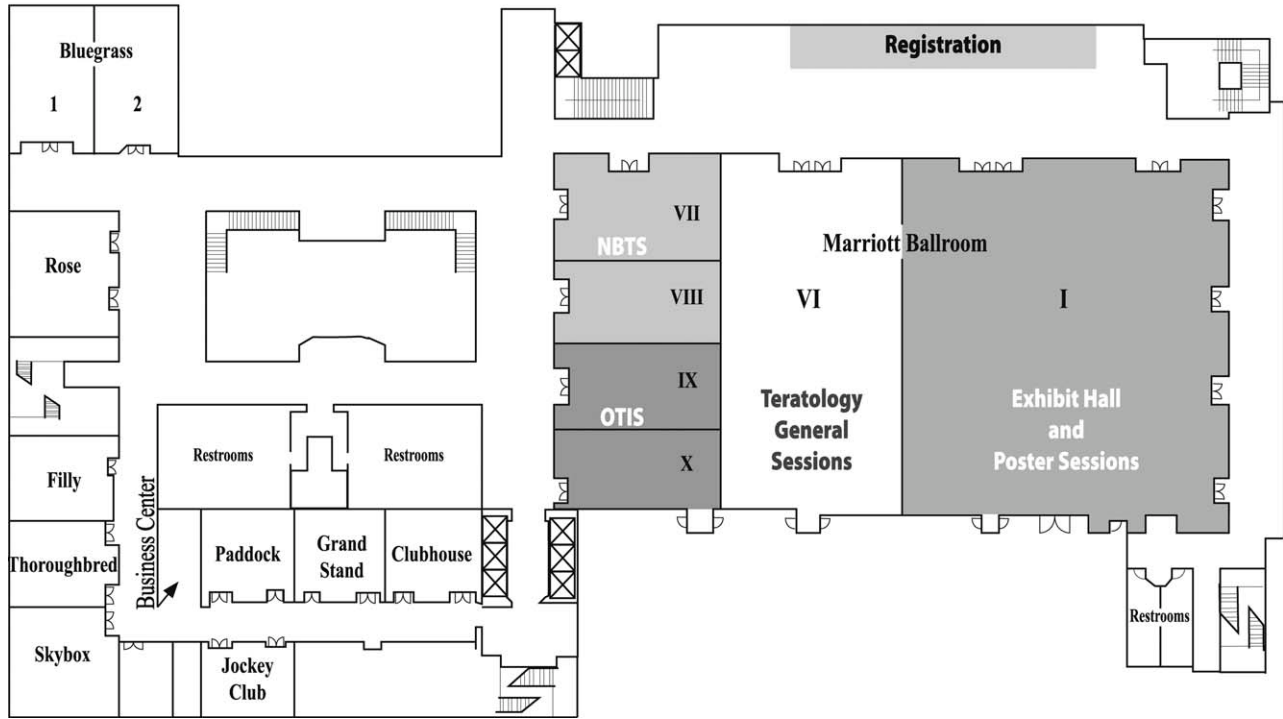 Registration
Bluegrass
1
2
VII
NBTS
Marriott Ballroom
Rose
VIII
VI
I
IX
OTIS
Teratology
General
Sessions
Exhibit Hall
and
Poster Sessions
Restrooms
Restrooms
X
Filly
Business Center
Thoroughbred
Paddock
Grand
Stand
Clubhouse
Restrooms
Skybox
Jockey
Club